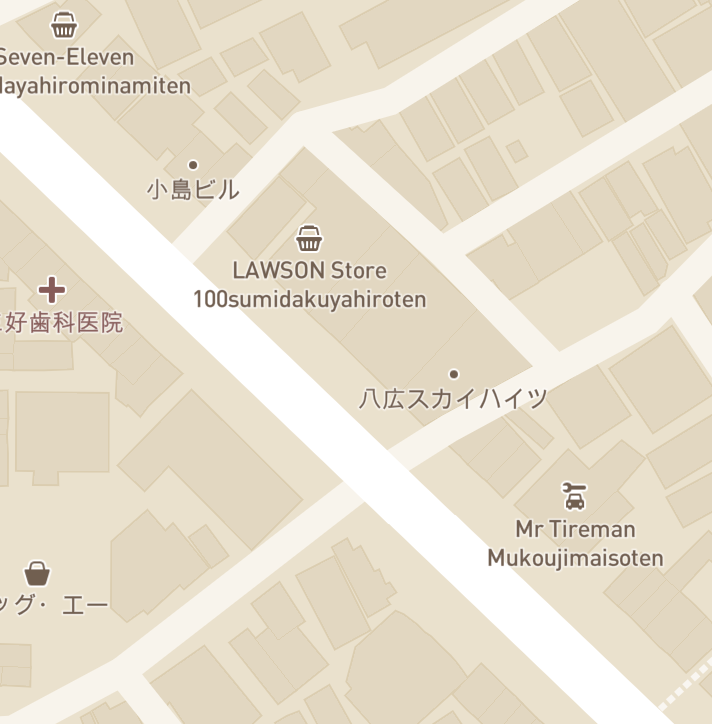 Seven-Eleven
dayahirominamiten
小島ビル
LAWSON Store
100sumidakuyahiroten
好歯科医院
八広スカイハイツ
Mr Tireman
Mukoujimaisoten
ッグ・エー